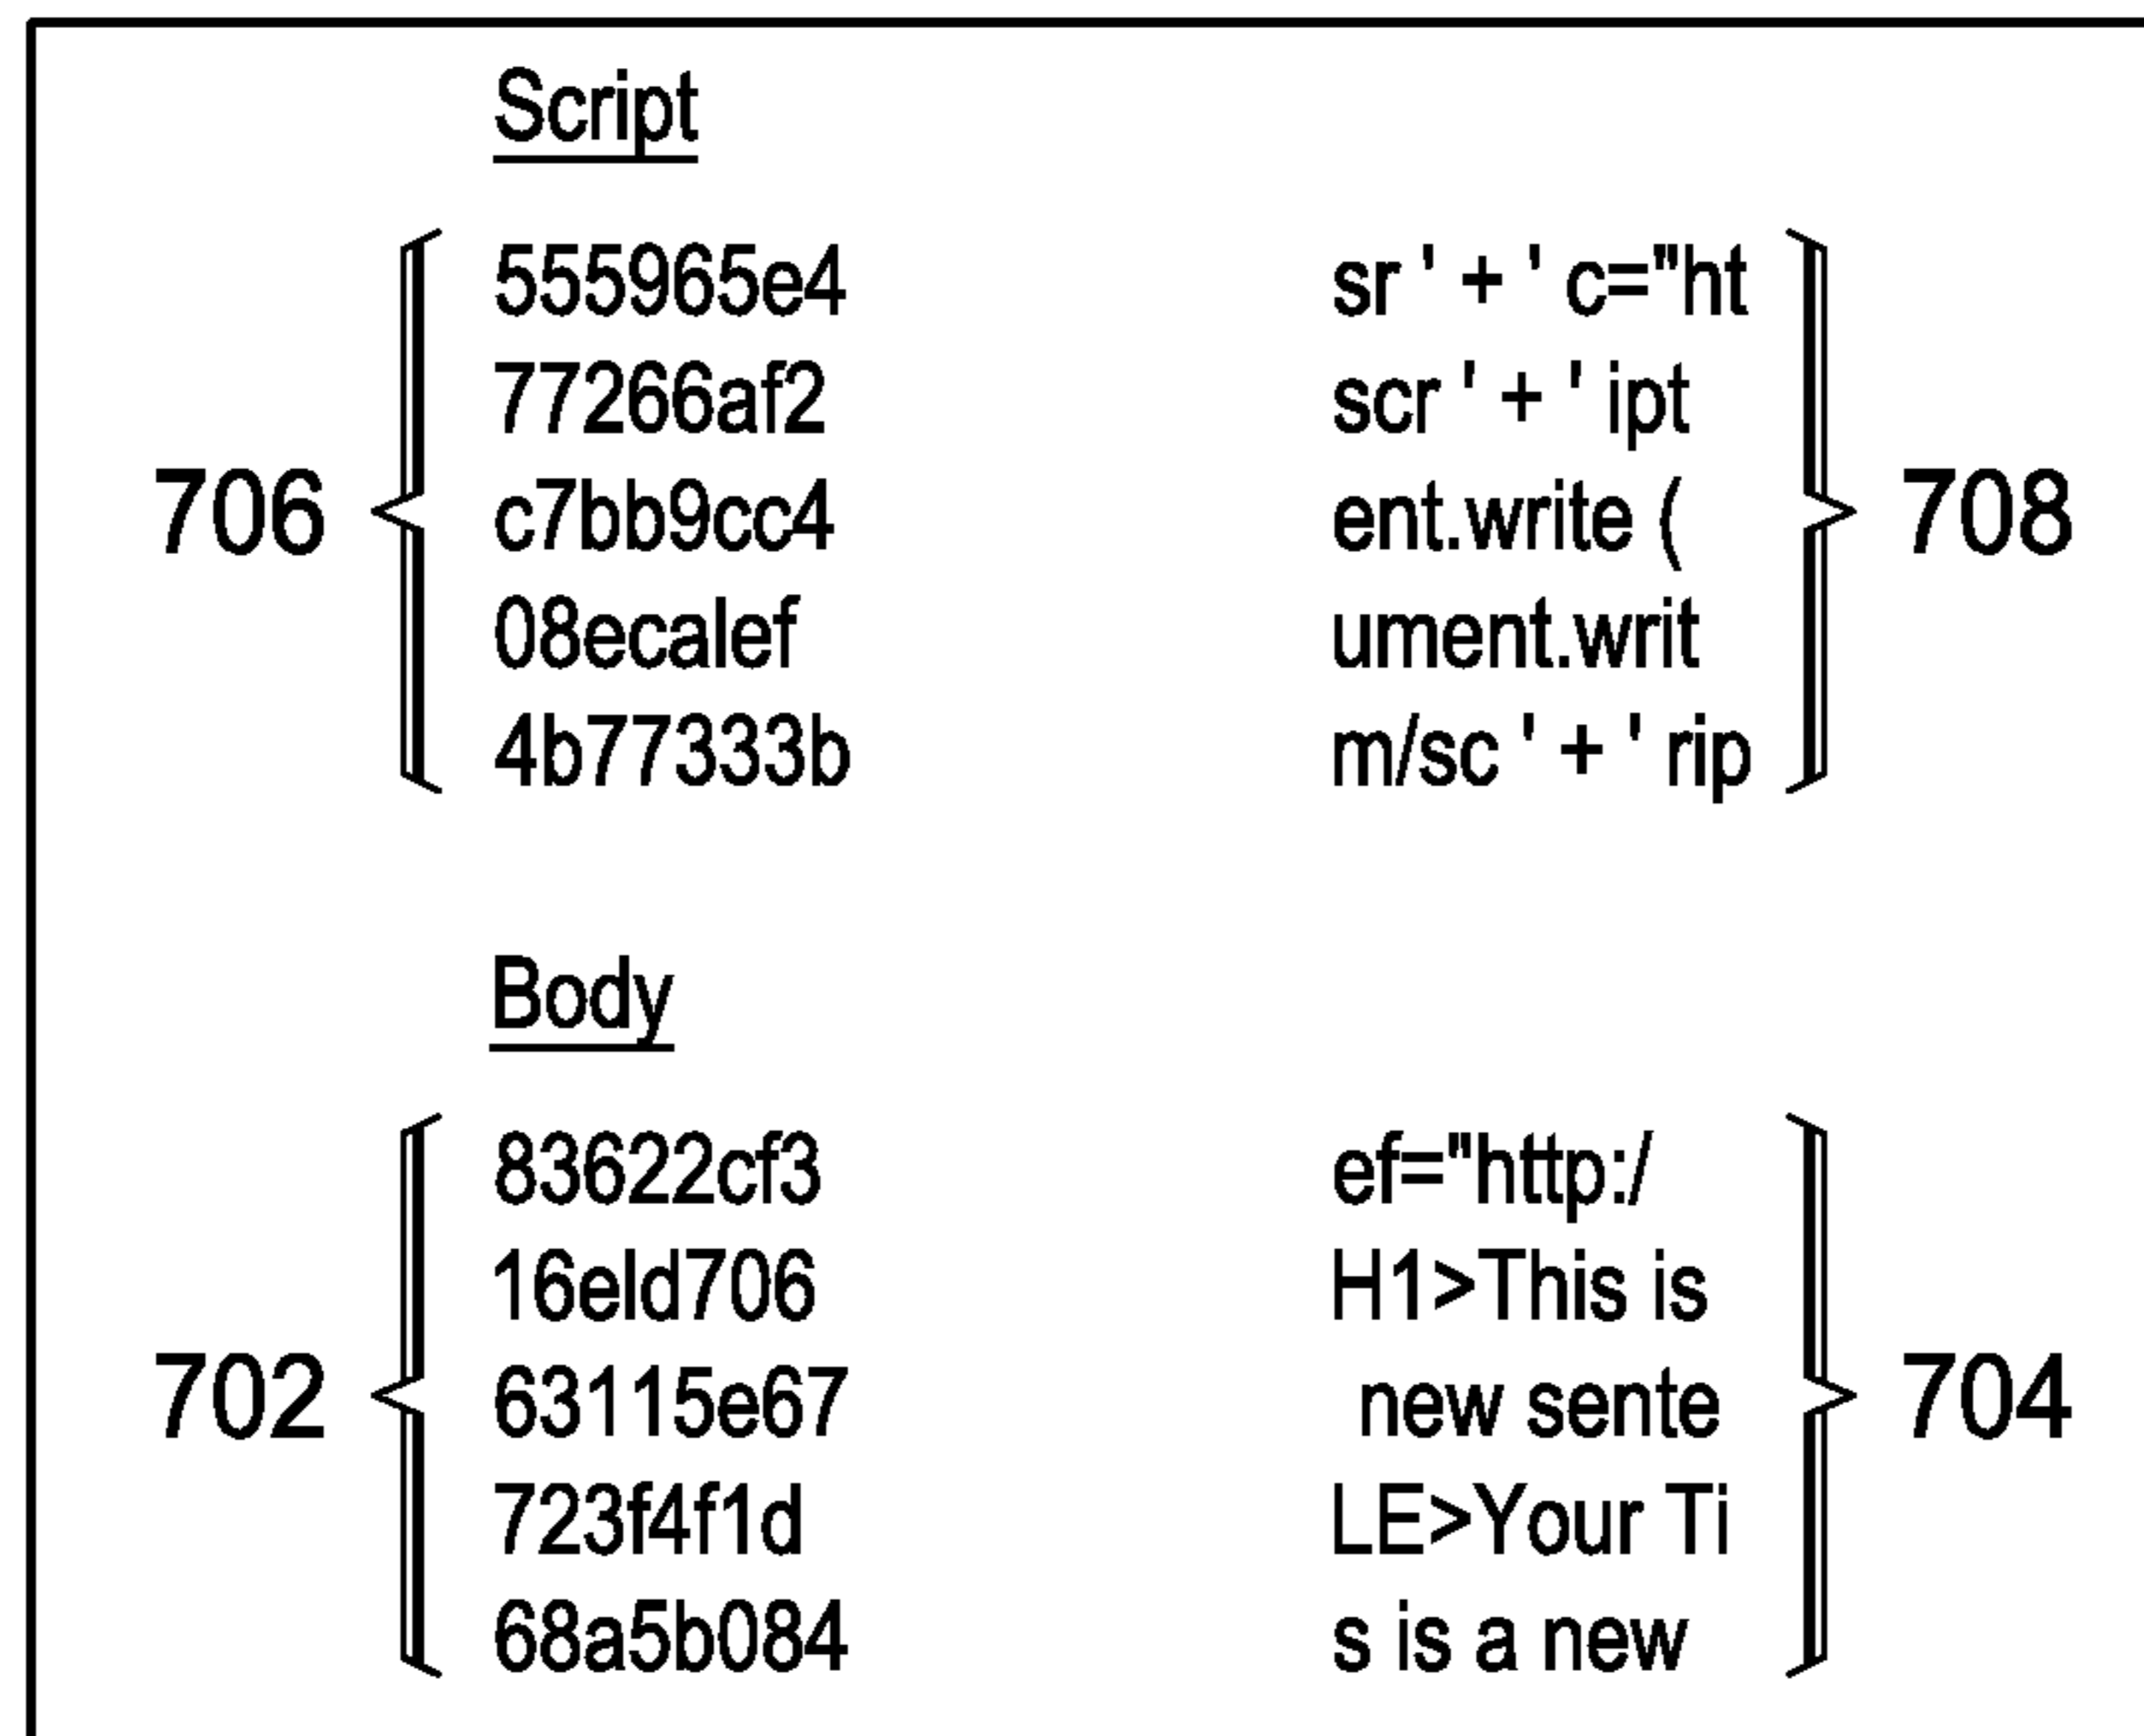 Script
555965e4 sr ' + ' c="ht
77266af2 scr ' + ' ipt
706 c7bb9cc4 ent.write ( 708
08ecalef ument.writ
4b77333b m/sc ' + ' rip
Body
83622cf3 ef="http:/
16eld706 H1>This is
702 63115e67 new sente 704
723f4f1d LE>Your Ti
68a5b084 s is a new